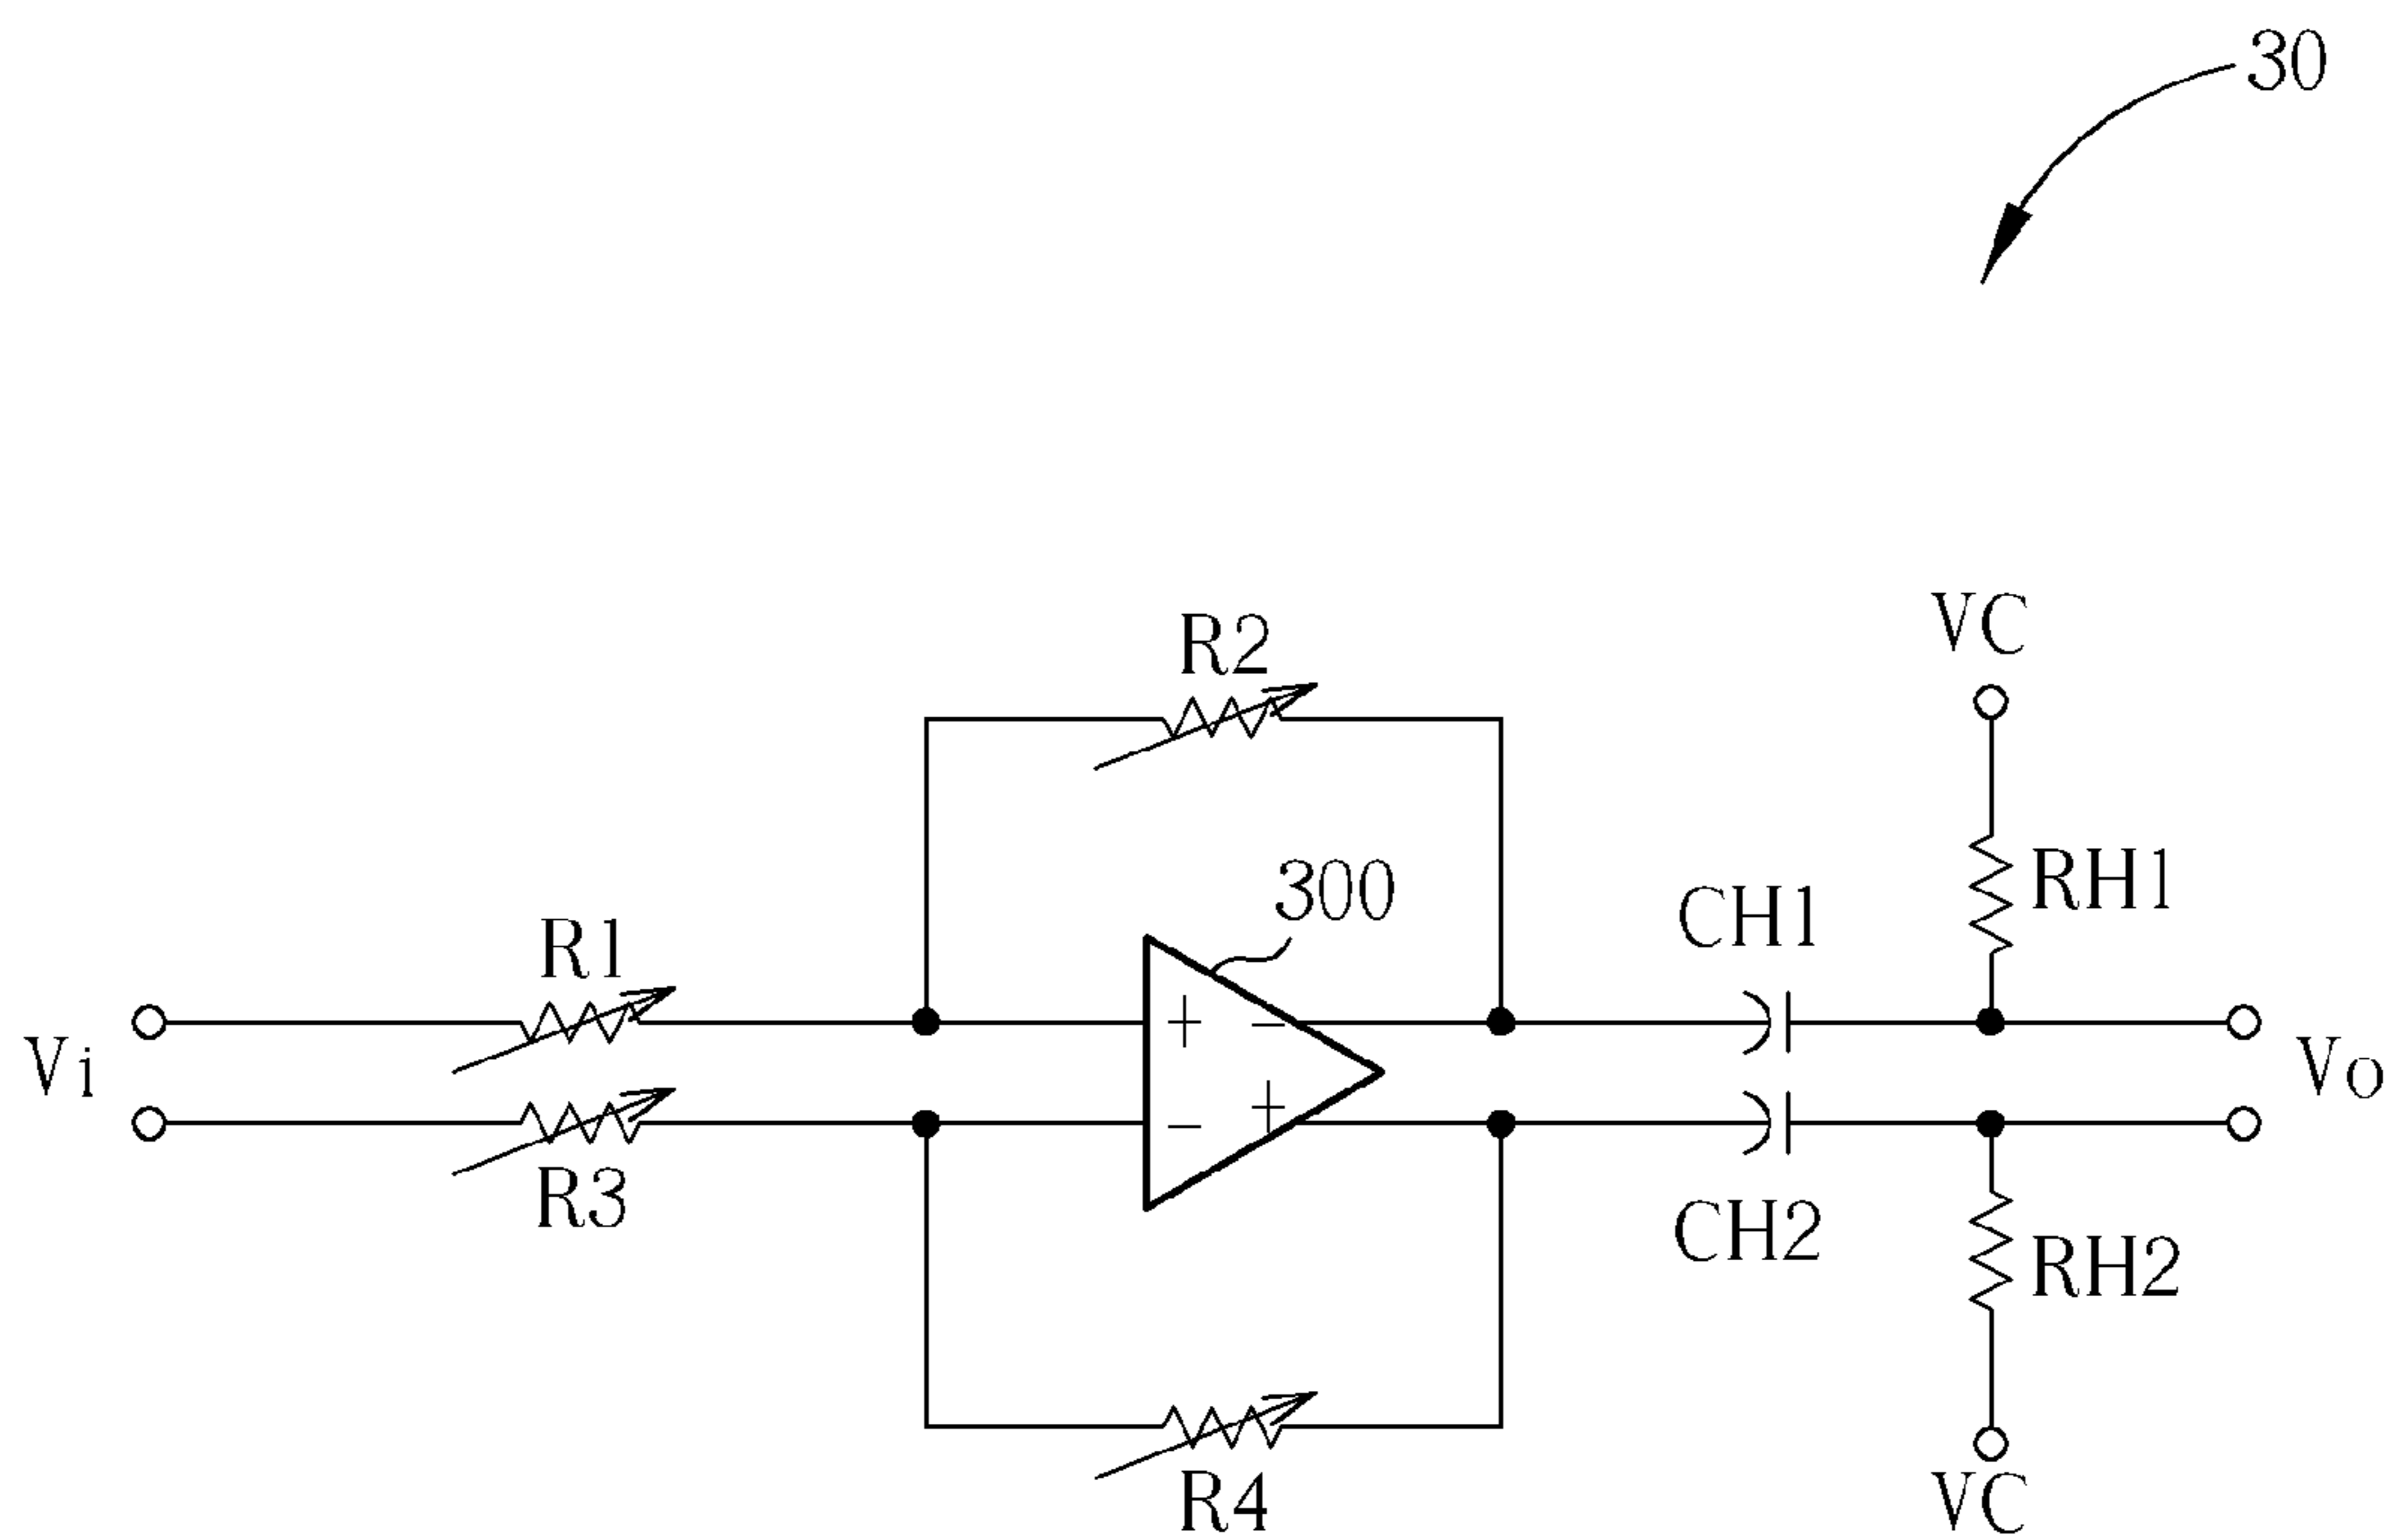 30
VC
R2
RH1
300
CH1
R1
+
−
Vi
Vo
−
+
R3
CH2
RH2
R4
VC